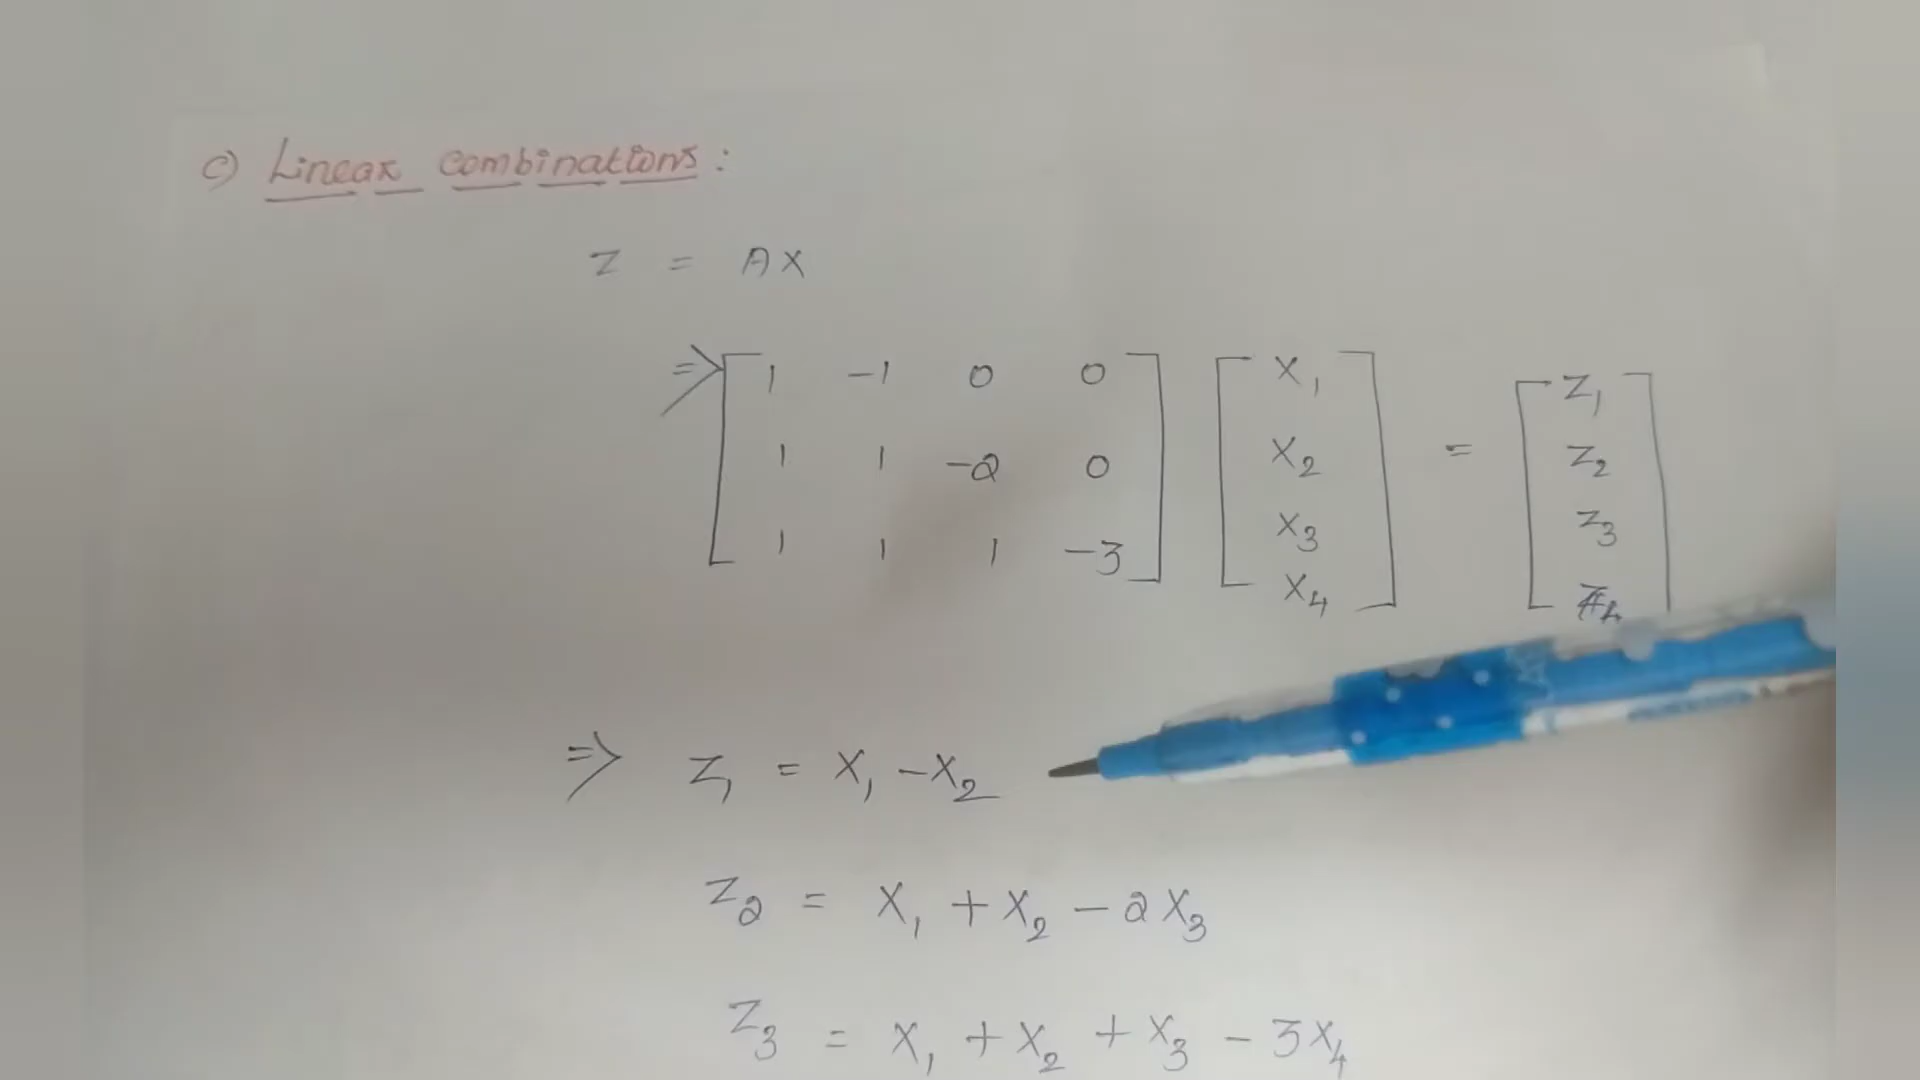 c) Linear combinations:
Z = AX
⇒ [ 1 -1 0 0 ] [ X₁ ] [ Z₁ ]
[ 1 1 -2 0 ] [ X₂ ] = [ Z₂ ]
[ 1 1 1 -3 ] [ X₃ ] [ Z₃ ]
[ X₄ ] [ Z₄ ]
⇒ Z₁ = X₁ - X₂
Z₂ = X₁ + X₂ - 2X₃
Z₃ = X₁ + X₂ + X₃ - 3X₄